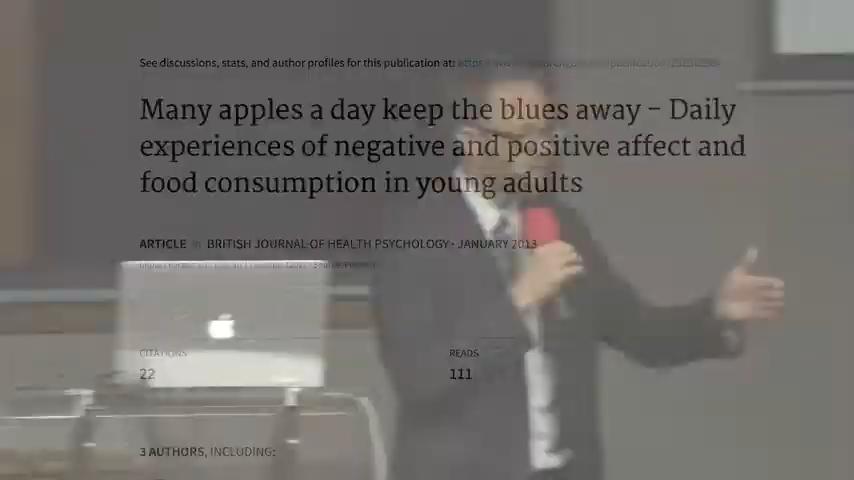 See discussions, stats, and author profiles for this publication at:
Many apples a day keep the blues away – Daily
experiences of negative and positive affect and
food consumption in young adults
ARTICLE in BRITISH JOURNAL OF HEALTH PSYCHOLOGY · JANUARY 2013
CITATIONS
READS
22
111
3 AUTHORS, INCLUDING: